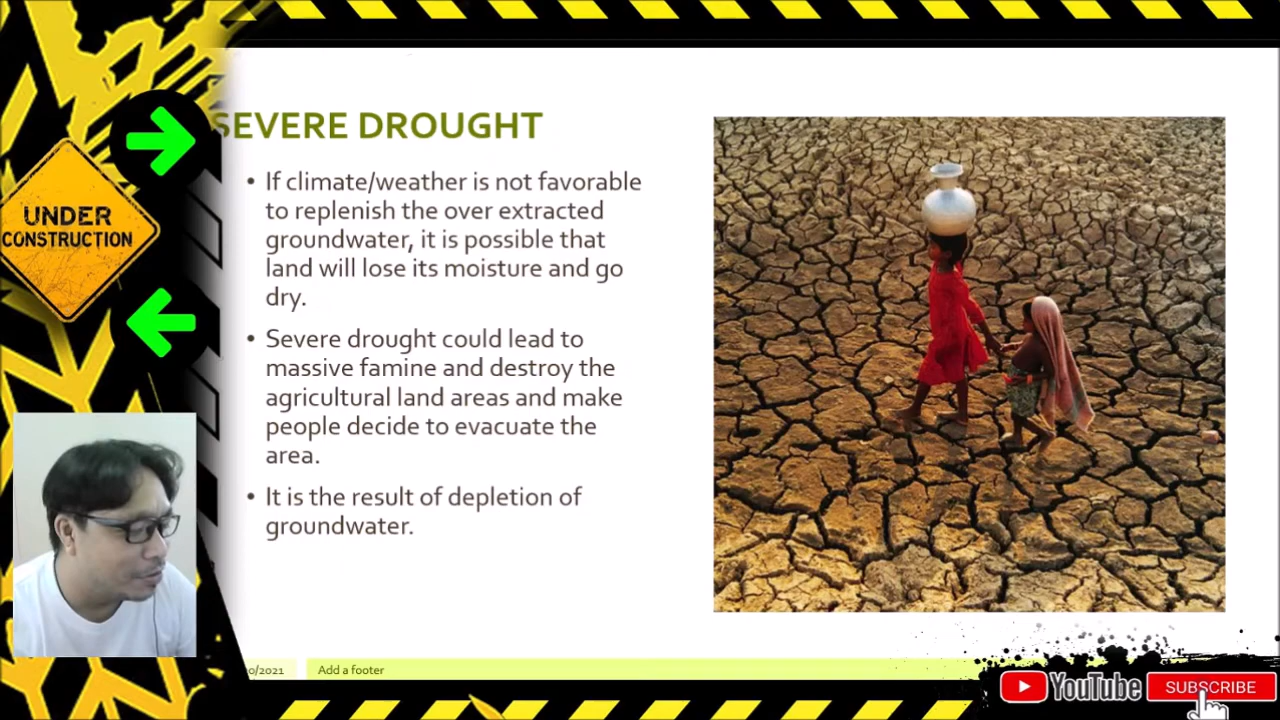 SEVERE DROUGHT
• If climate/weather is not favorable
to replenish the over extracted
groundwater, it is possible that
land will lose its moisture and go
dry.
• Severe drought could lead to
massive famine and destroy the
agricultural land areas and make
people decide to evacuate the
area.
• It is the result of depletion of
groundwater.
UNDER
CONSTRUCTION
0/2021
Add a footer
YouTube
SUBSCRIBE